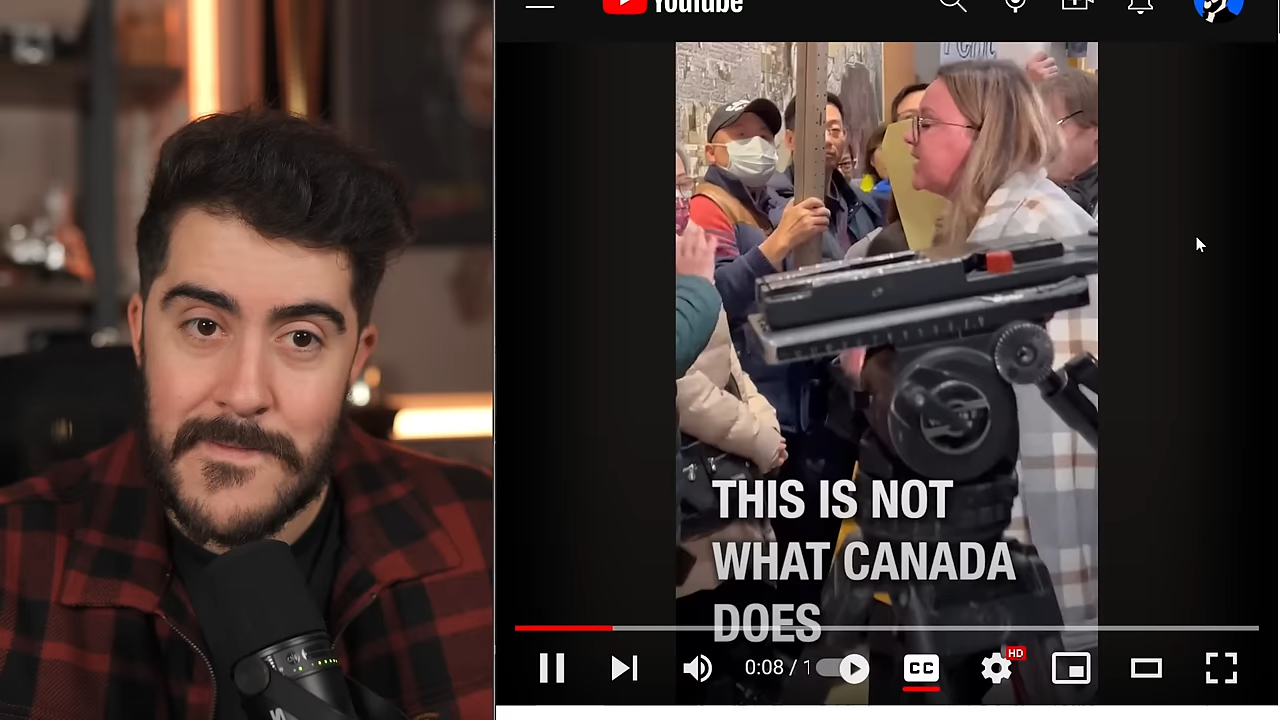 YouTube
THIS IS NOT
WHAT CANADA
DOES
0:08 / 1
CC
HD